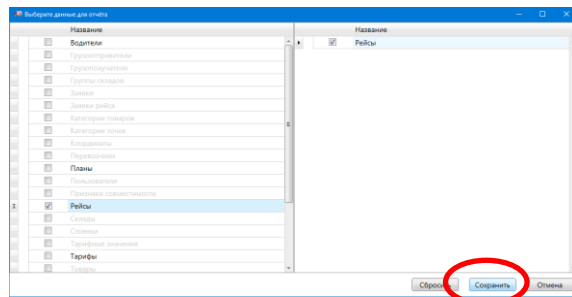 Выберите данные для отчёта
Название
Водители
Грузоотправители
Грузополучатели
Группы складов
Заявки
Заявки рейса
Категории товаров
Категории точек
Координаты
Перевозчики
Планы
Пользователи
Признаки совместимости
Рейсы
Склады
Стоянки
Тарифные значения
Тарифы
Товары
Название
Рейсы
Сбросить
Сохранить
Отмена